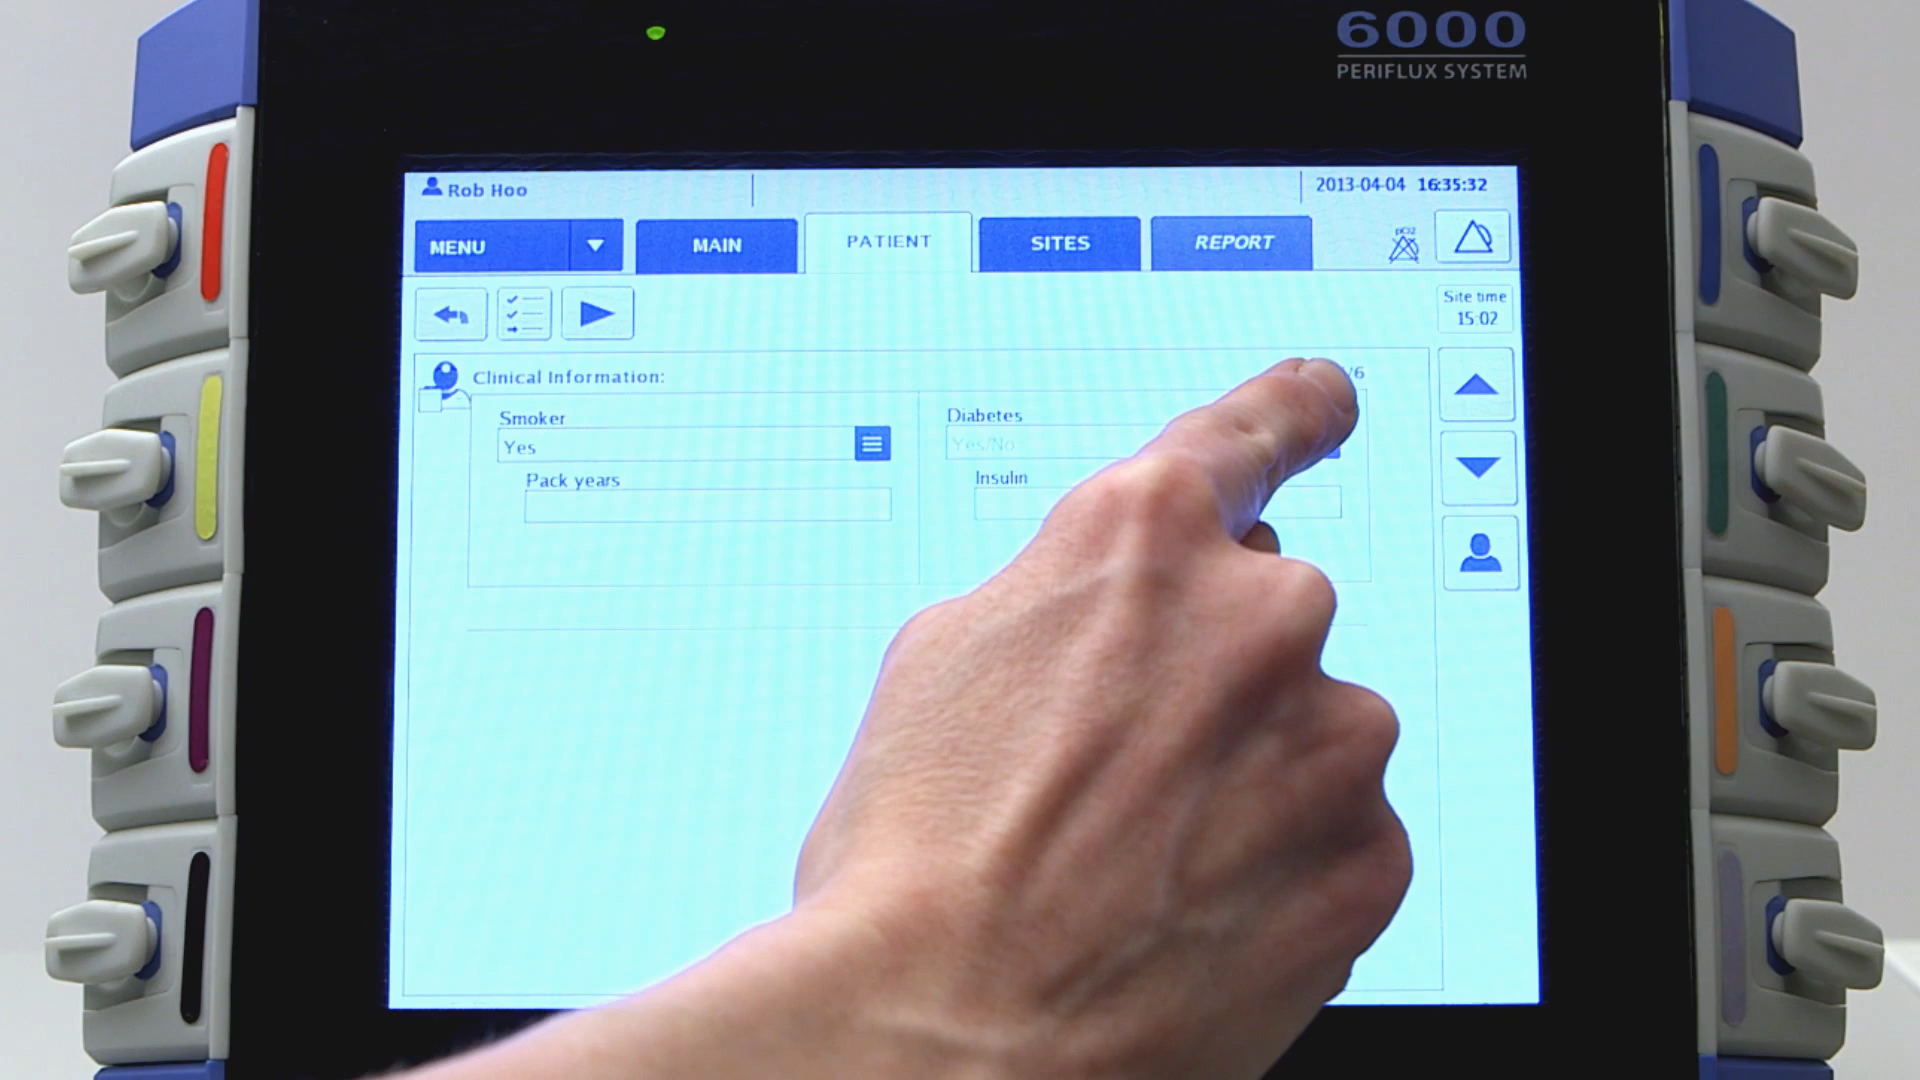 6000
PERIFLUX SYSTEM
Rob Hoo
2013-04-04 16:35:32
MENU
MAIN
PATIENT
SITES
REPORT
Site time
15:02
Clinical Information:
/6
Smoker
Diabetes
Yes
Yes/No
Pack years
Insulin